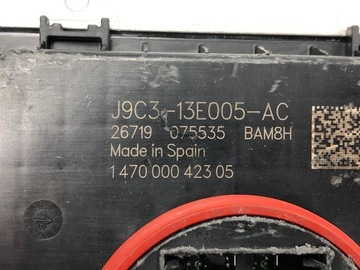 J9C3-13E005-AC
26719 075535 BAM8H
Made in Spain
1 470 000 423 05